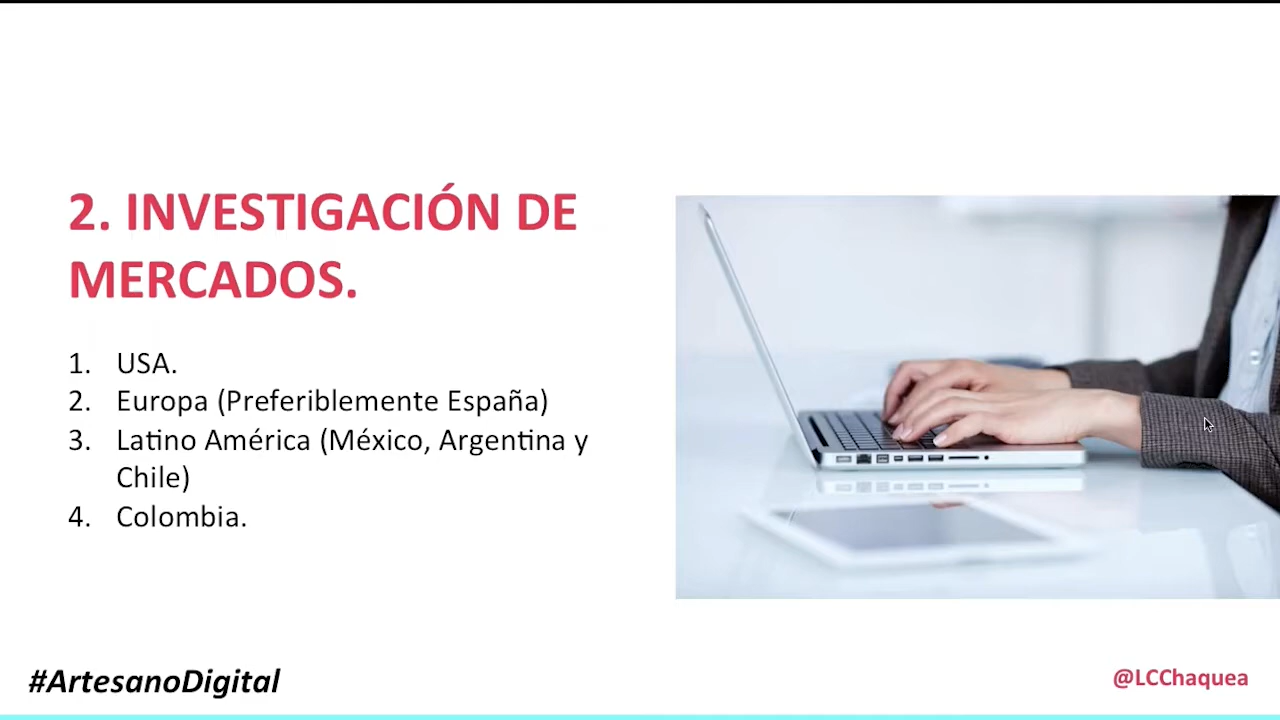 2. INVESTIGACIÓN DE
MERCADOS.
1. USA.
2. Europa (Preferiblemente España)
3. Latino América (México, Argentina y
Chile)
4. Colombia.
#ArtesanoDigital
@LCChaquea